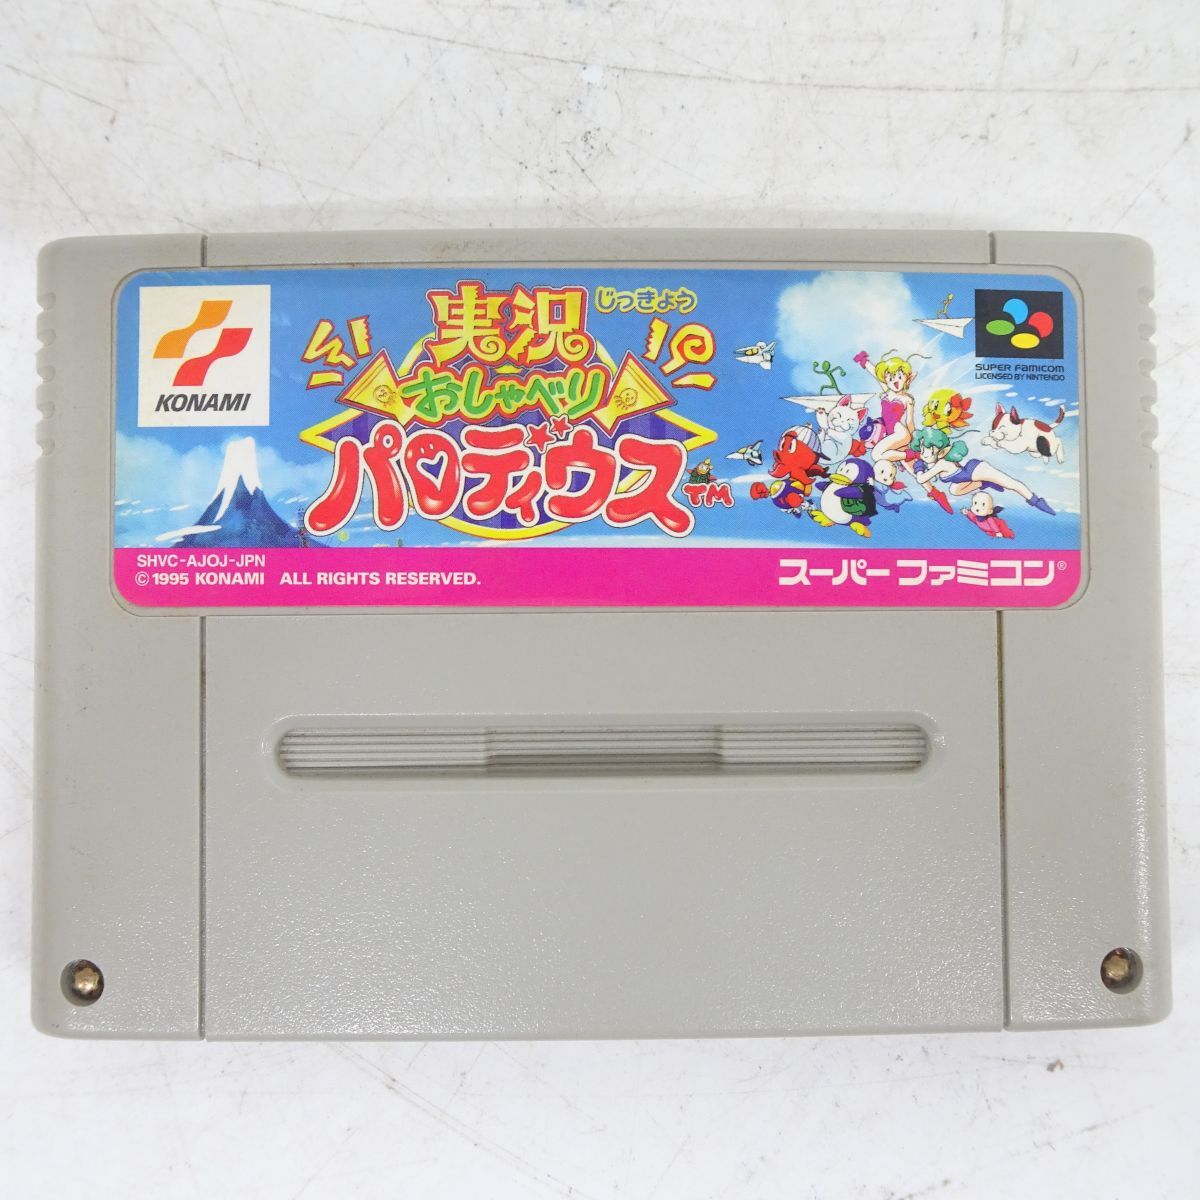 KONAMI
実況
じっきょう
おしゃべり
パロディウス
TM
SUPER FAMICOM
LICENSED BY NINTENDO
SHVC-AJOJ-JPN
© 1995 KONAMI ALL RIGHTS RESERVED.
スーパーファミコン®